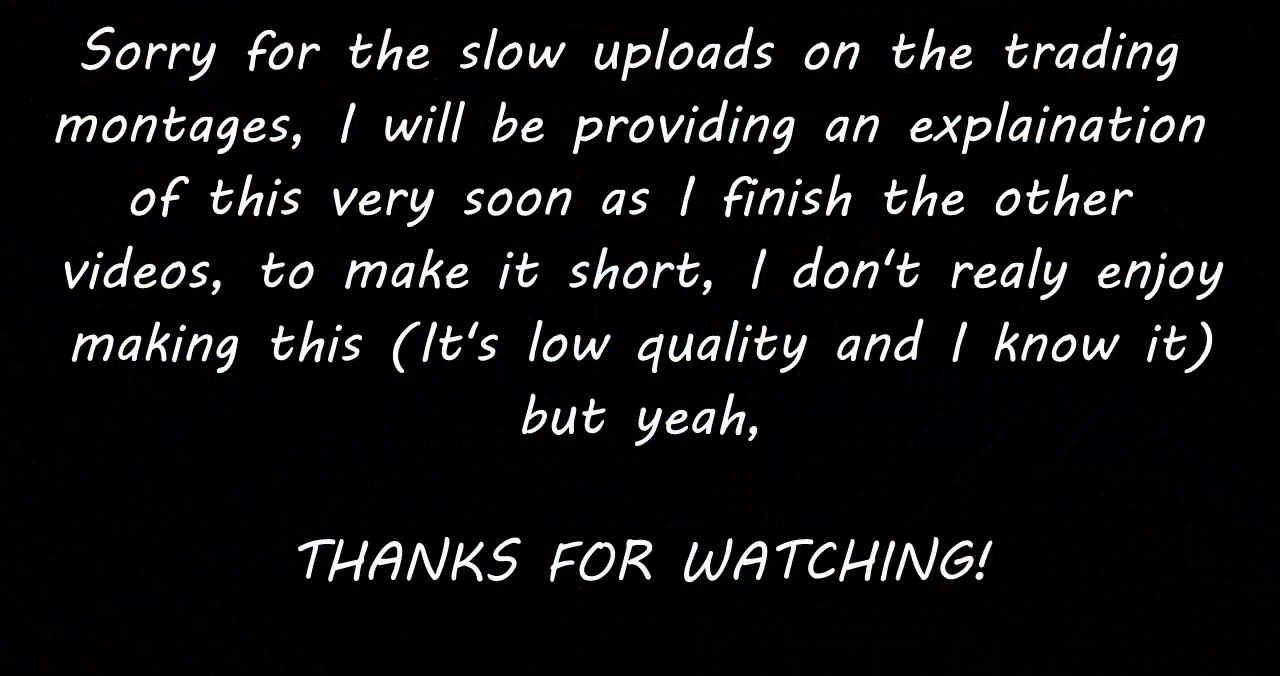 Sorry for the slow uploads on the trading
montages, I will be providing an explaination
of this very soon as I finish the other
videos, to make it short, I don't realy enjoy
making this (It's low quality and I know it)
but yeah,
THANKS FOR WATCHING!